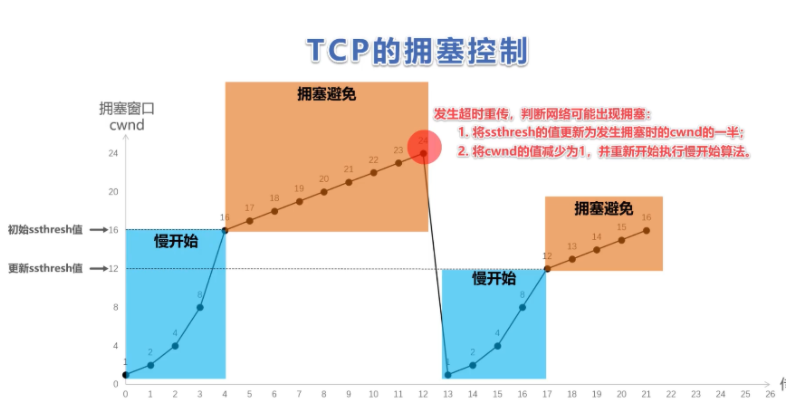 TCP的拥塞控制
拥塞避免
发生超时重传，判断网络可能出现拥塞：
1. 将ssthresh的值更新为发生拥塞时的cwnd的一半；
2. 将cwnd的值减少为1，并重新开始执行慢开始算法。
拥塞窗口
cwnd
24
20
初始ssthresh值
16
慢开始
更新ssthresh值
12
8
4
0
1
2
4
8
16
17
18
19
20
21
22
23
24
拥塞避免
慢开始
1
2
4
8
12
13
14
15
16
0 1 2 3 4 5 6 7 8 9 10 11 12 13 14 15 16 17 18 19 20 21 22 23 24 25 26